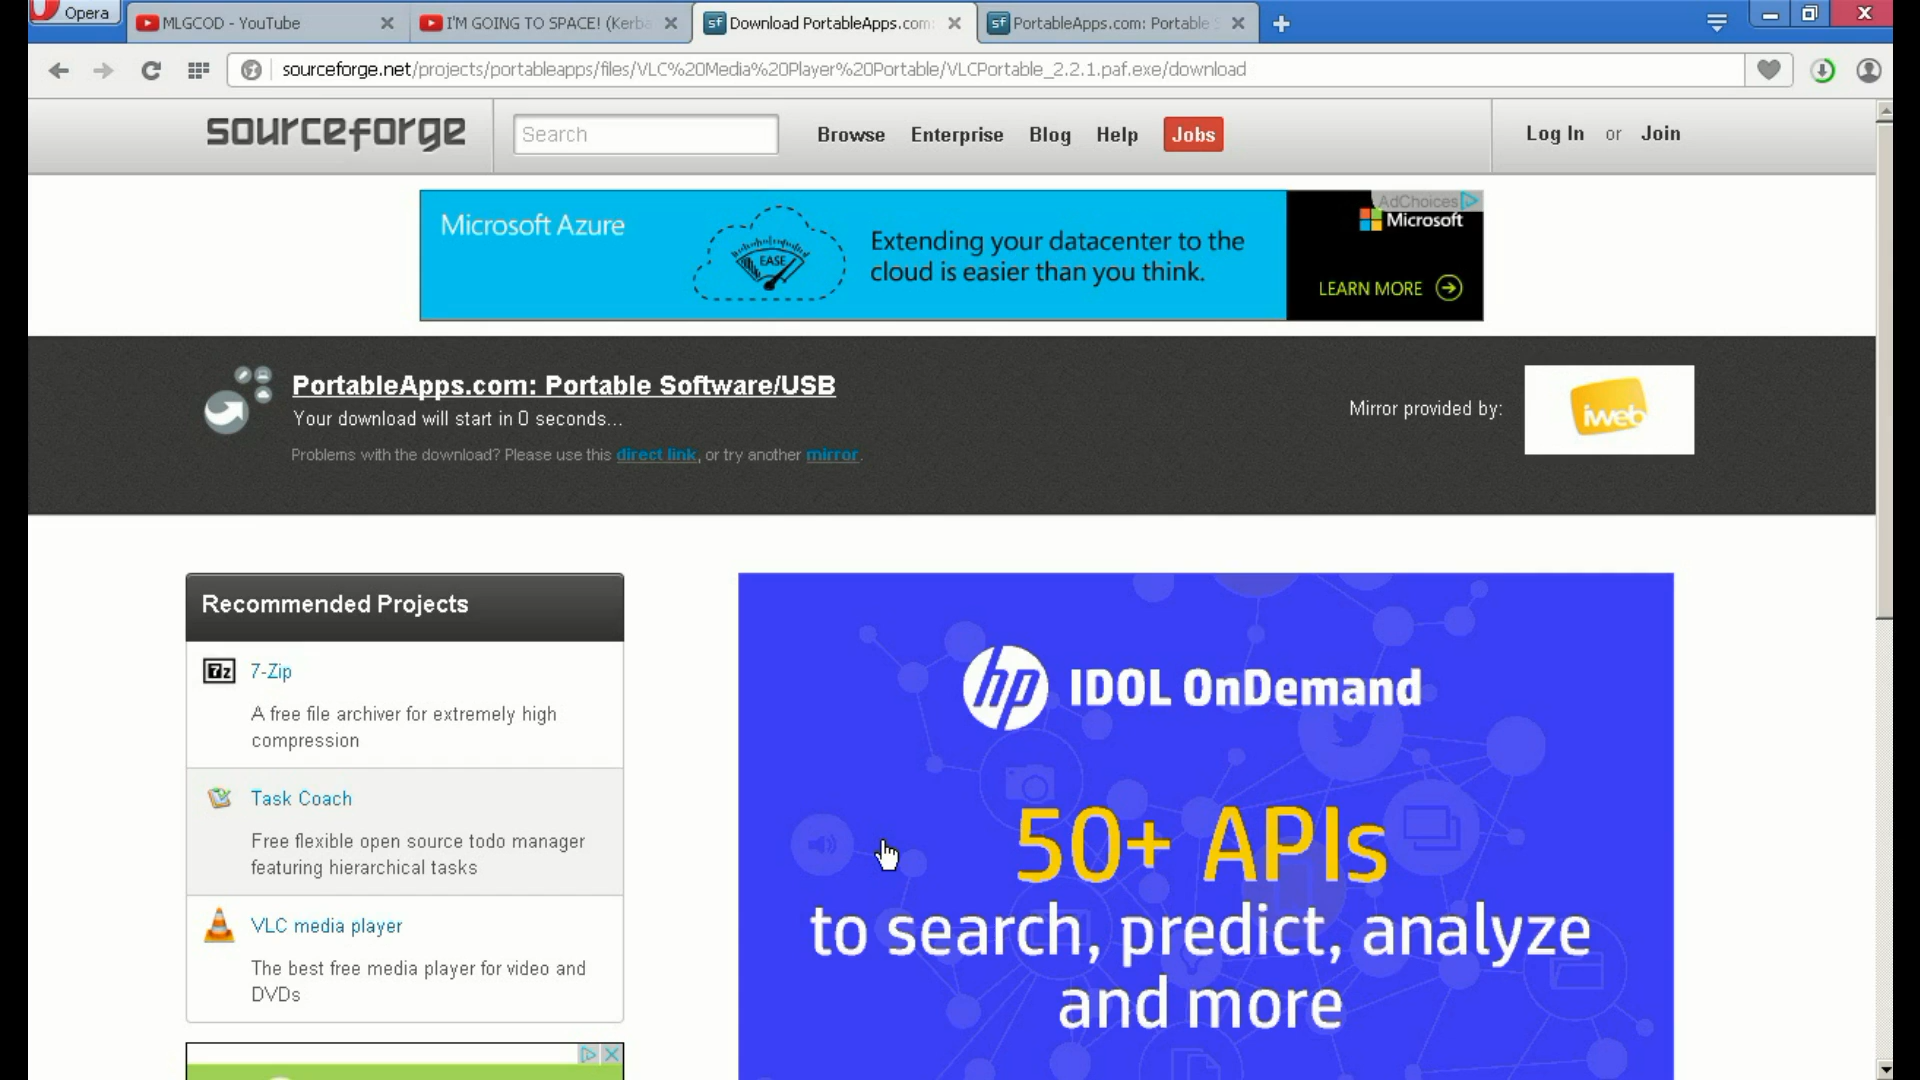 Opera
MLGCOD - YouTube
I'M GOING TO SPACE! (Kerba
Download PortableApps.com:
PortableApps.com: Portable S
sourceforge.net/projects/portableapps/files/VLC%20Media%20Player%20Portable/VLCPortable_2.2.1.paf.exe/download
sourceforge
Search
Browse
Enterprise
Blog
Help
Jobs
Log In or Join
Microsoft Azure
EASE
Extending your datacenter to the
cloud is easier than you think.
AdChoices
Microsoft
LEARN MORE
PortableApps.com: Portable Software/USB
Your download will start in 0 seconds...
Problems with the download? Please use this direct link, or try another mirror.
Mirror provided by:
iweb
Recommended Projects
7z
7-Zip
A free file archiver for extremely high
compression
Task Coach
Free flexible open source todo manager
featuring hierarchical tasks
VLC media player
The best free media player for video and
DVDs
hp
IDOL OnDemand
50+ APIs
to search, predict, analyze
and more